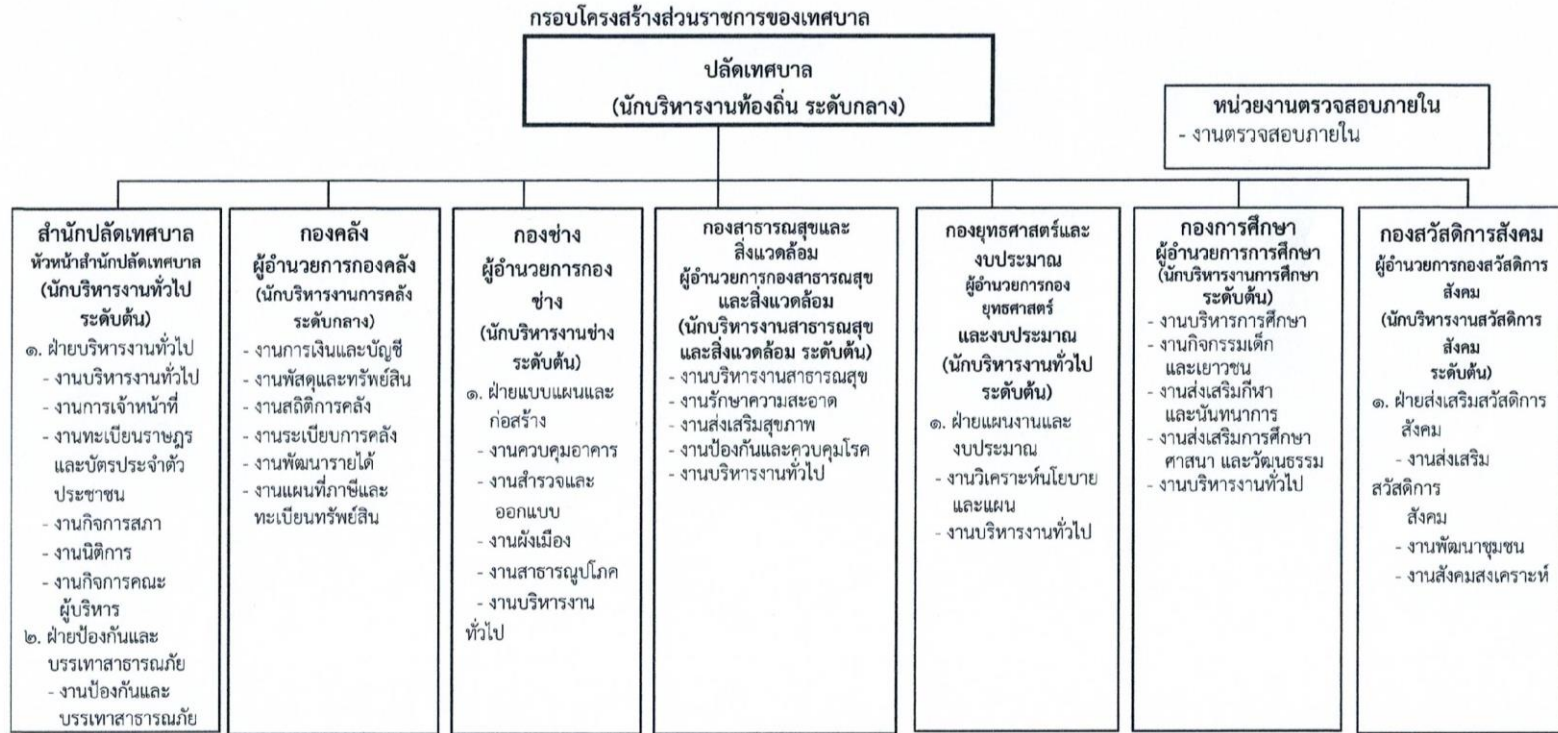 กรอบโครงสร้างส่วนราชการของเทศบาล
ปลัดเทศบาล
(นักบริหารงานท้องถิ่น ระดับกลาง)
หน่วยงานตรวจสอบภายใน
- งานตรวจสอบภายใน
สำนักปลัดเทศบาล
หัวหน้าสำนักปลัดเทศบาล
(นักบริหารงานทั่วไป
ระดับต้น)
๑. ฝ่ายบริหารงานทั่วไป
- งานบริหารงานทั่วไป
- งานการเจ้าหน้าที่
- งานทะเบียนราษฎร
และบัตรประจำตัว
ประชาชน
- งานกิจการสภา
- งานนิติการ
- งานกิจการคณะ
ผู้บริหาร
๒. ฝ่ายป้องกันและ
บรรเทาสาธารณภัย
- งานป้องกันและ
บรรเทาสาธารณภัย
กองคลัง
ผู้อำนวยการกองคลัง
(นักบริหารงานการคลัง
ระดับกลาง)
- งานการเงินและบัญชี
- งานพัสดุและทรัพย์สิน
- งานสถิติการคลัง
- งานระเบียบการคลัง
- งานพัฒนารายได้
- งานแผนที่ภาษีและ
ทะเบียนทรัพย์สิน
กองช่าง
ผู้อำนวยการกอง
ช่าง
(นักบริหารงานช่าง
ระดับต้น)
๑. ฝ่ายแบบแผนและ
ก่อสร้าง
- งานควบคุมอาคาร
- งานสำรวจและ
ออกแบบ
- งานผังเมือง
- งานสาธารณูปโภค
- งานบริหารงาน
ทั่วไป
กองสาธารณสุขและ
สิ่งแวดล้อม
ผู้อำนวยการกองสาธารณสุข
และสิ่งแวดล้อม
(นักบริหารงานสาธารณสุข
และสิ่งแวดล้อม ระดับต้น)
- งานบริหารงานสาธารณสุข
- งานรักษาความสะอาด
- งานส่งเสริมสุขภาพ
- งานป้องกันและควบคุมโรค
- งานบริหารงานทั่วไป
กองยุทธศาสตร์และ
งบประมาณ
ผู้อำนวยการกอง
ยุทธศาสตร์
และงบประมาณ
(นักบริหารงานทั่วไป
ระดับต้น)
๑. ฝ่ายแผนงานและ
งบประมาณ
- งานวิเคราะห์นโยบาย
และแผน
- งานบริหารงานทั่วไป
กองการศึกษา
ผู้อำนวยการการศึกษา
(นักบริหารงานการศึกษา
ระดับต้น)
- งานบริหารการศึกษา
- งานกิจกรรมเด็ก
และเยาวชน
- งานส่งเสริมกีฬา
และนันทนาการ
- งานส่งเสริมการศึกษา
ศาสนา และวัฒนธรรม
- งานบริหารงานทั่วไป
กองสวัสดิการสังคม
ผู้อำนวยการกองสวัสดิการ
สังคม
(นักบริหารงานสวัสดิการ
สังคม
ระดับต้น)
๑. ฝ่ายส่งเสริมสวัสดิการ
สังคม
- งานส่งเสริม
สวัสดิการ
สังคม
- งานพัฒนาชุมชน
- งานสังคมสงเคราะห์